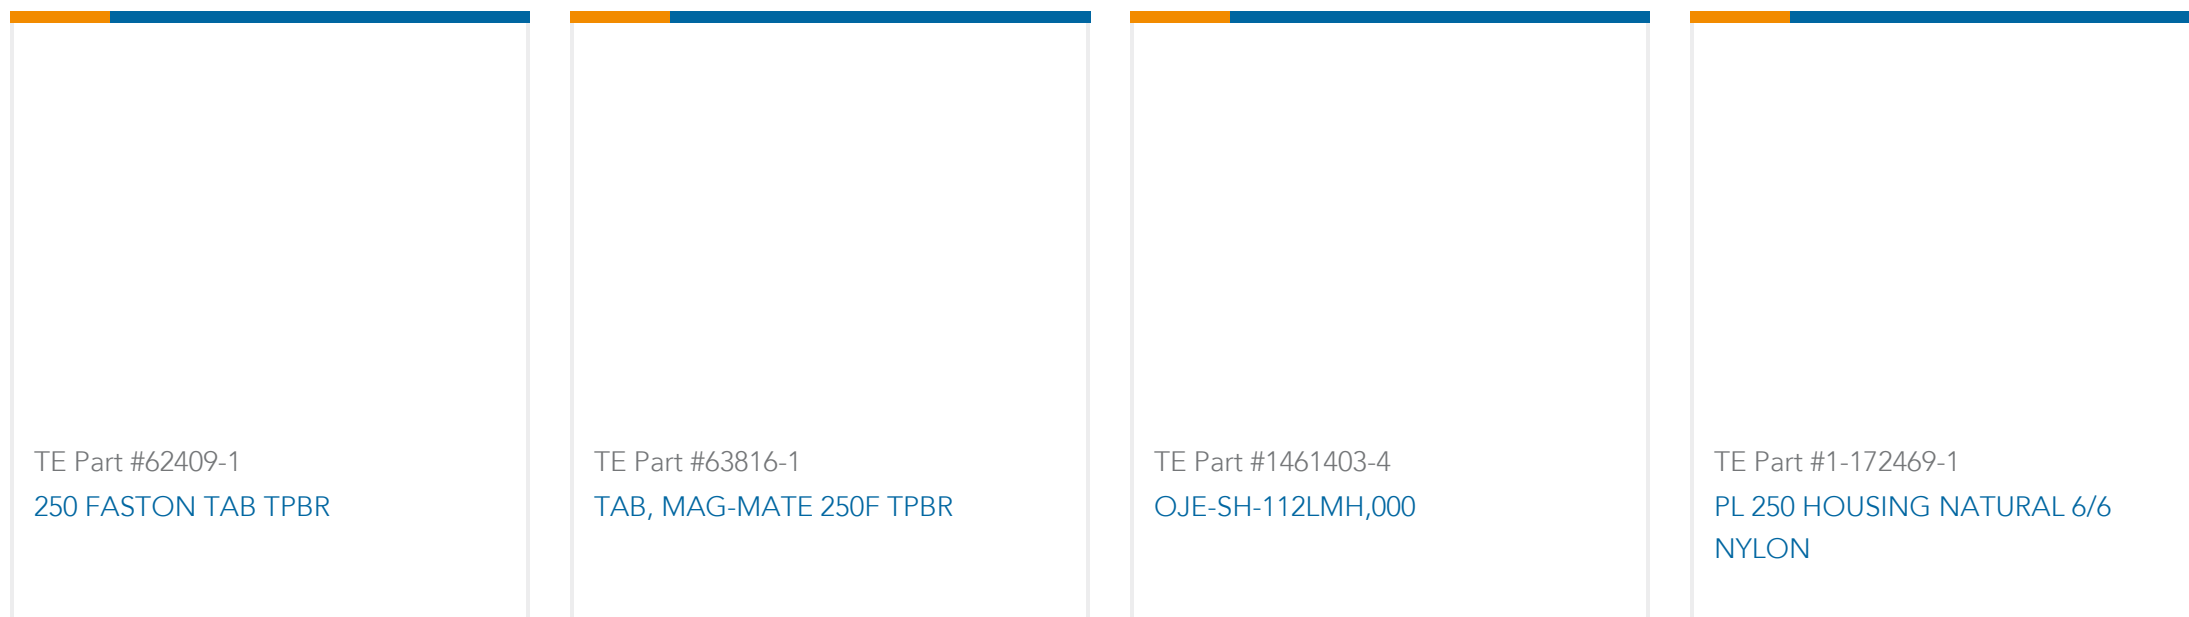 TE Part #62409-1
250 FASTON TAB TPBR
TE Part #63816-1
TAB, MAG-MATE 250F TPBR
TE Part #1461403-4
OJE-SH-112LMH,000
TE Part #1-172469-1
PL 250 HOUSING NATURAL 6/6
NYLON